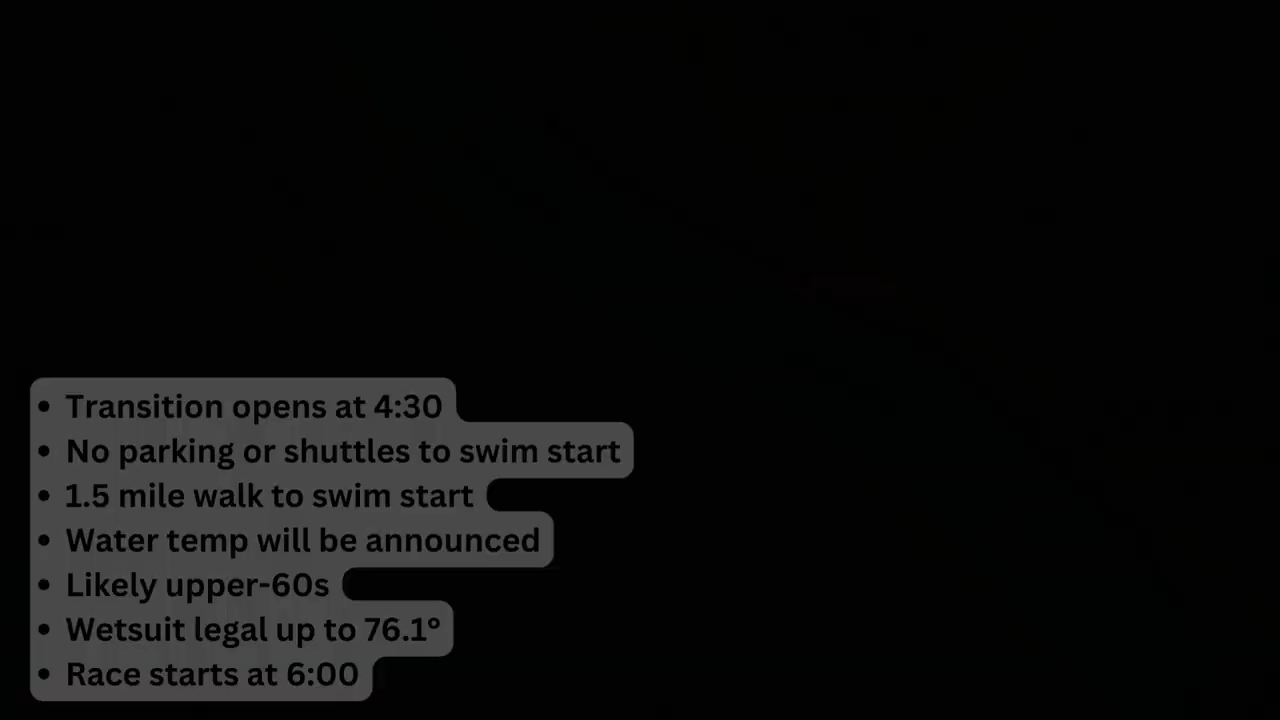 • Transition opens at 4:30
• No parking or shuttles to swim start
• 1.5 mile walk to swim start
• Water temp will be announced
• Likely upper-60s
• Wetsuit legal up to 76.1°
• Race starts at 6:00